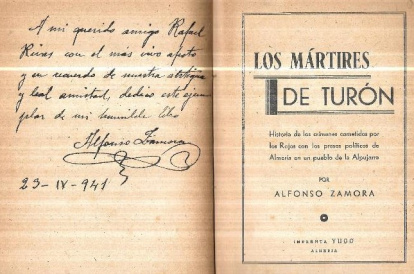 A mi querido amigo Rafael
Rivas con el más vivo afecto
y en recuerdo de nuestra antigua
y leal amistad, dedico este ejem
plar de mi humilde libro
Alfonso Zamora
23-IV-941
LOS MÁRTIRES
DE TURÓN
Historia de los crímenes cometidos por
los Rojos con los presos políticos de
Almería en un pueblo de la Alpujarra
POR
ALFONSO ZAMORA
IMPRENTA YUGO
ALMERIA